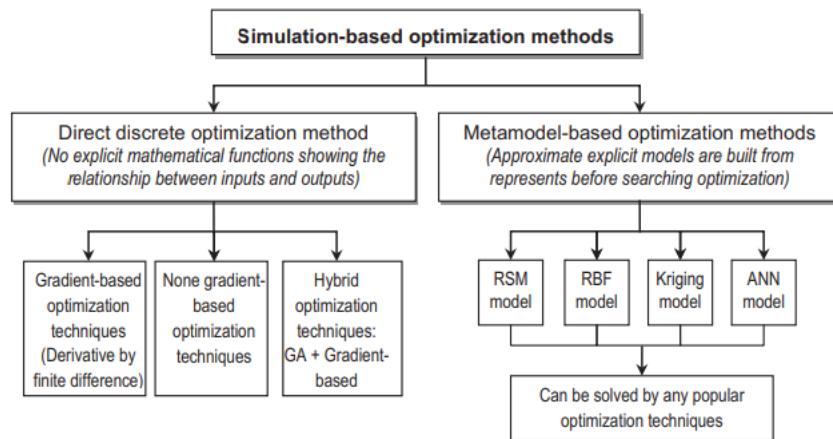 Simulation-based optimization methods
Direct discrete optimization method
(No explicit mathematical functions showing the
relationship between inputs and outputs)
Metamodel-based optimization methods
(Approximate explicit models are built from
represents before searching optimization)
Gradient-based
optimization
techniques
(Derivative by
finite difference)
None gradient-
based
optimization
techniques
Hybrid
optimization
techniques:
GA + Gradient-
based
RSM
model
RBF
model
Kriging
model
ANN
model
Can be solved by any popular
optimization techniques